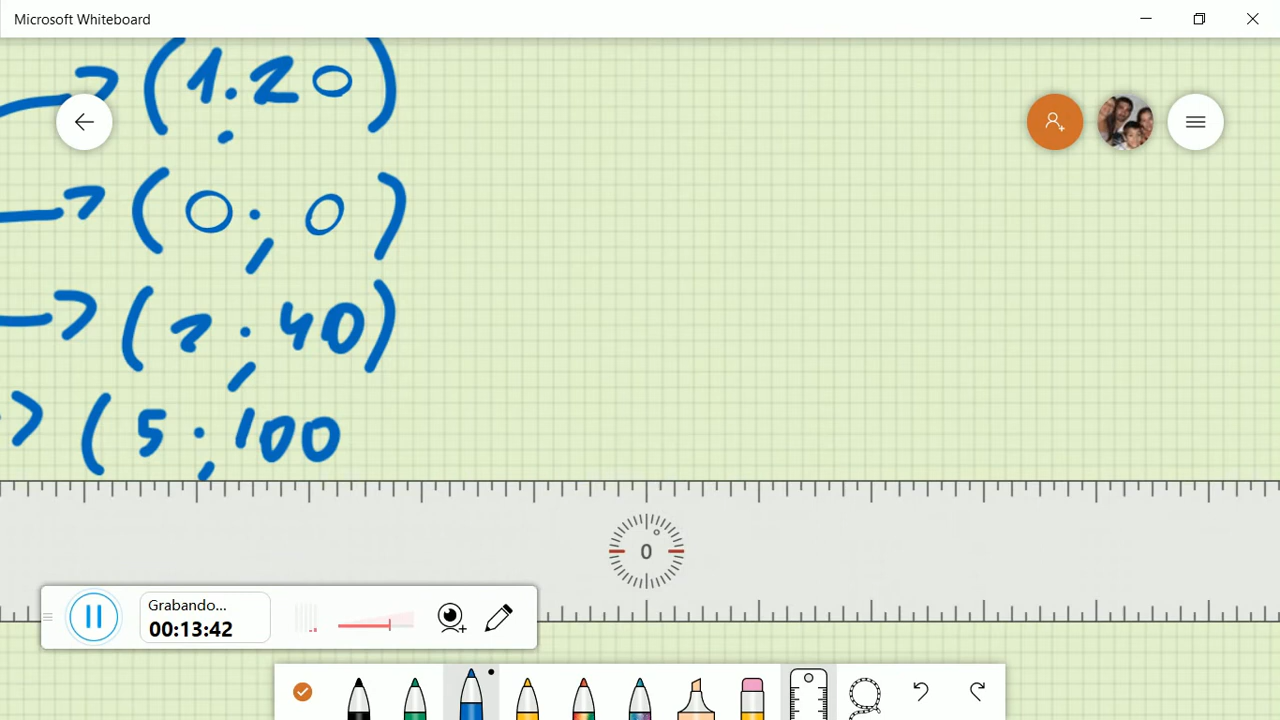 Microsoft Whiteboard
→ (1.20)
→ (0; 0)
→ (2; 40)
→ (5; 100
0
Grabando...
00:13:42